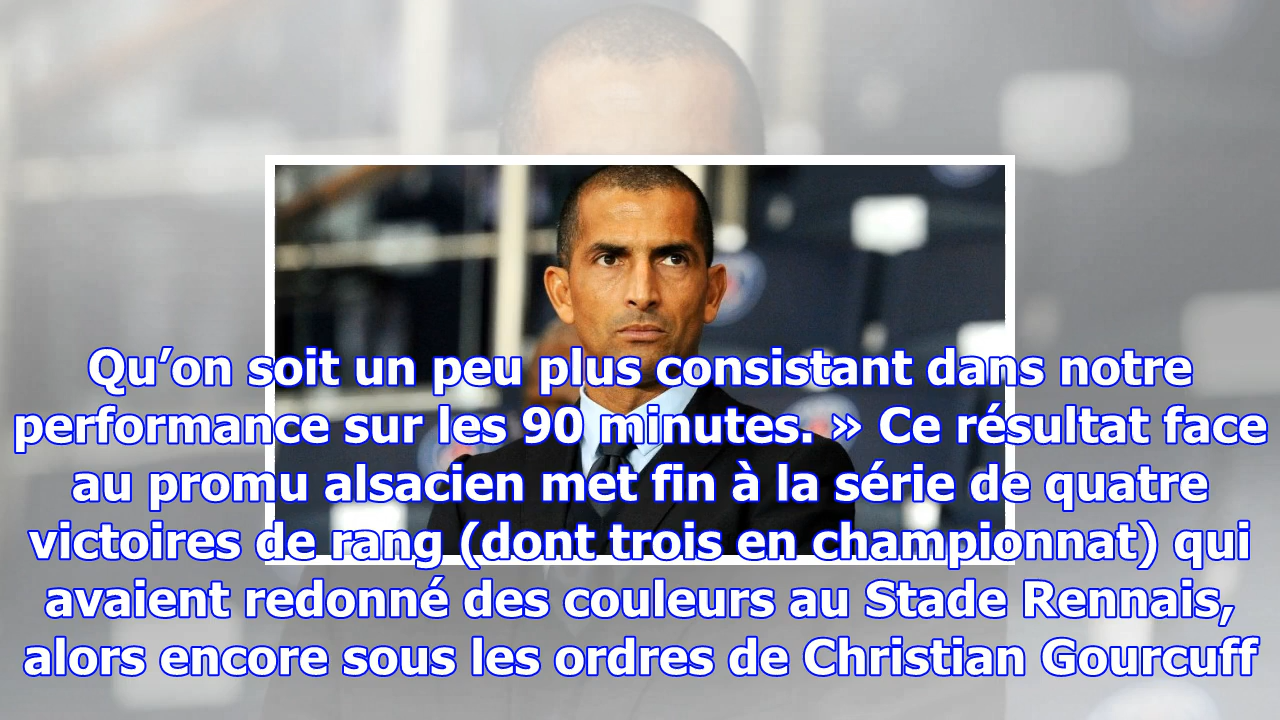 Qu’on soit un peu plus consistant dans notre
performance sur les 90 minutes. » Ce résultat face
au promu alsacien met fin à la série de quatre
victoires de rang (dont trois en championnat) qui
avaient redonné des couleurs au Stade Rennais,
alors encore sous les ordres de Christian Gourcuff